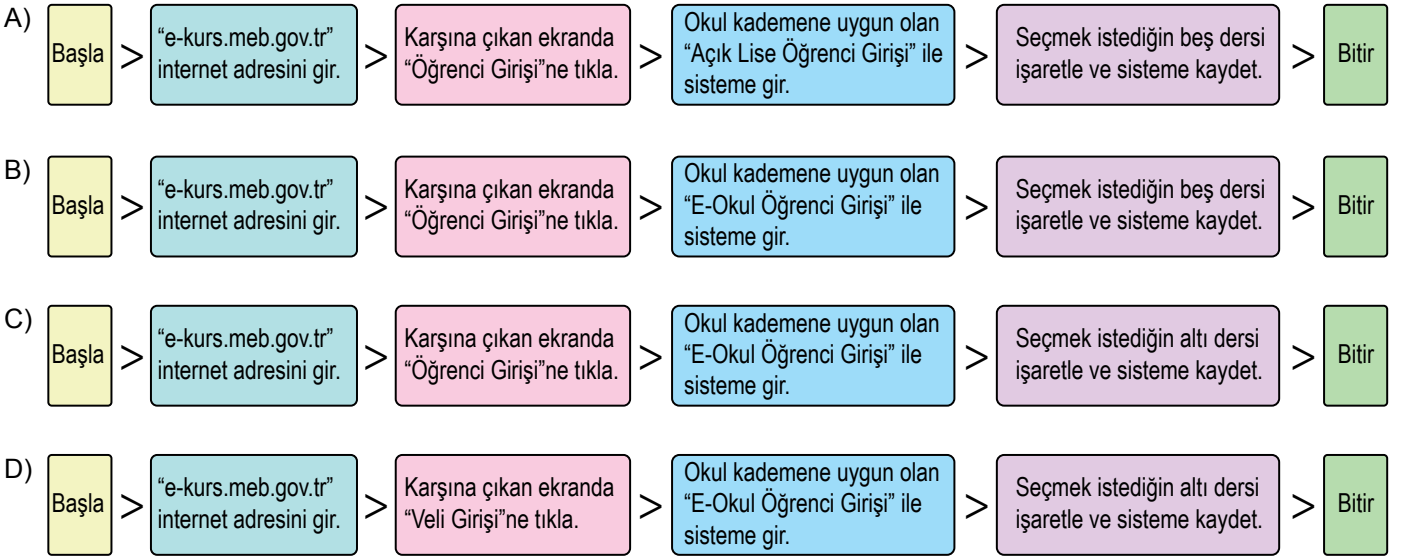 A)
Başla
>
“e-kurs.meb.gov.tr”
internet adresini gir.
>
Karşına çıkan ekranda
“Öğrenci Girişi”ne tıkla.
>
Okul kademene uygun olan
“Açık Lise Öğrenci Girişi” ile
sisteme gir.
>
Seçmek istediğin beş dersi
işaretle ve sisteme kaydet.
>
Bitir
B)
Başla
>
“e-kurs.meb.gov.tr”
internet adresini gir.
>
Karşına çıkan ekranda
“Öğrenci Girişi”ne tıkla.
>
Okul kademene uygun olan
“E-Okul Öğrenci Girişi” ile
sisteme gir.
>
Seçmek istediğin beş dersi
işaretle ve sisteme kaydet.
>
Bitir
C)
Başla
>
“e-kurs.meb.gov.tr”
internet adresini gir.
>
Karşına çıkan ekranda
“Öğrenci Girişi”ne tıkla.
>
Okul kademene uygun olan
“E-Okul Öğrenci Girişi” ile
sisteme gir.
>
Seçmek istediğin altı dersi
işaretle ve sisteme kaydet.
>
Bitir
D)
Başla
>
“e-kurs.meb.gov.tr”
internet adresini gir.
>
Karşına çıkan ekranda
“Veli Girişi”ne tıkla.
>
Okul kademene uygun olan
“E-Okul Öğrenci Girişi” ile
sisteme gir.
>
Seçmek istediğin altı dersi
işaretle ve sisteme kaydet.
>
Bitir